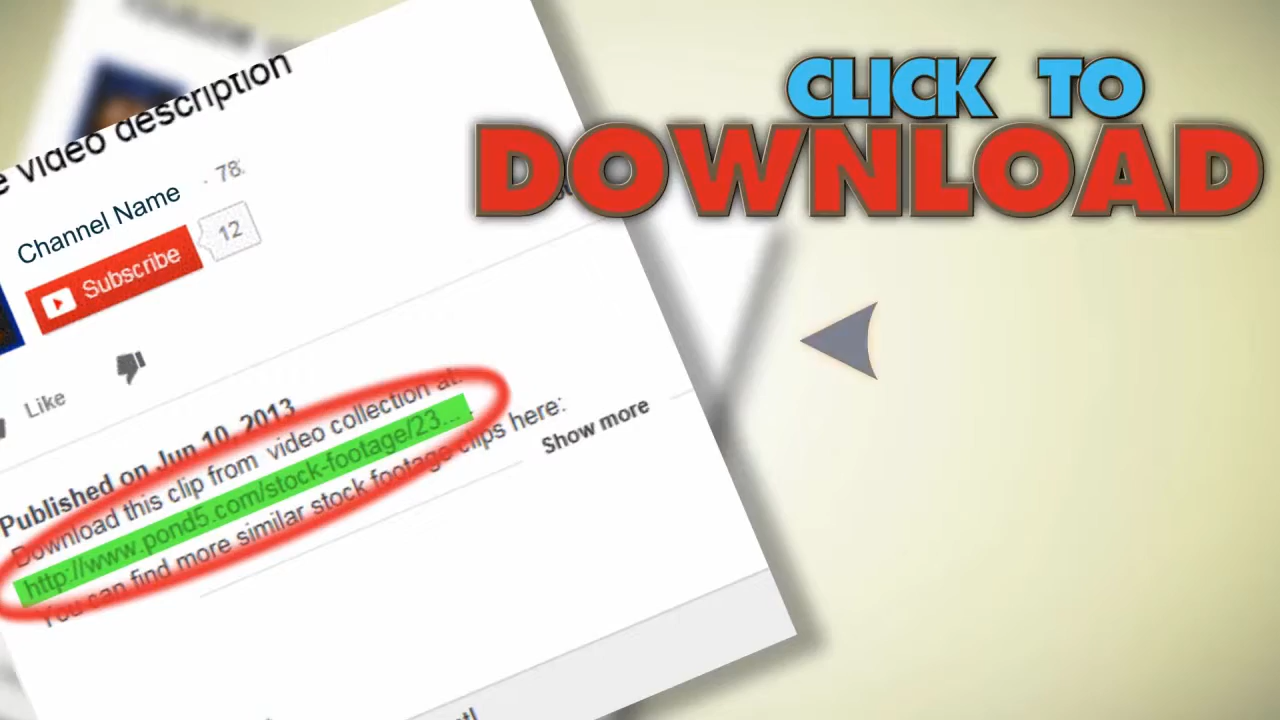 CLICK TO
DOWNLOAD
video description
Channel Name
Subscribe
12
Like
Published on Jun 10, 2013
Download this clip from video collection at:
http://www.pond5.com/stock-footage/23...
You can find more similar stock footage clips here:
Show more